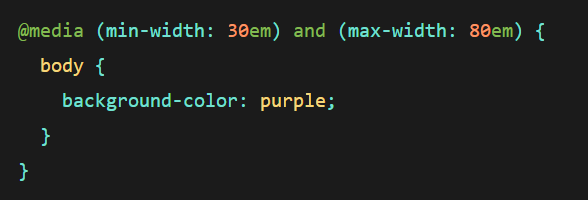 @media (min-width: 30em) and (max-width: 80em) {
  body {
    background-color: purple;
  }
}